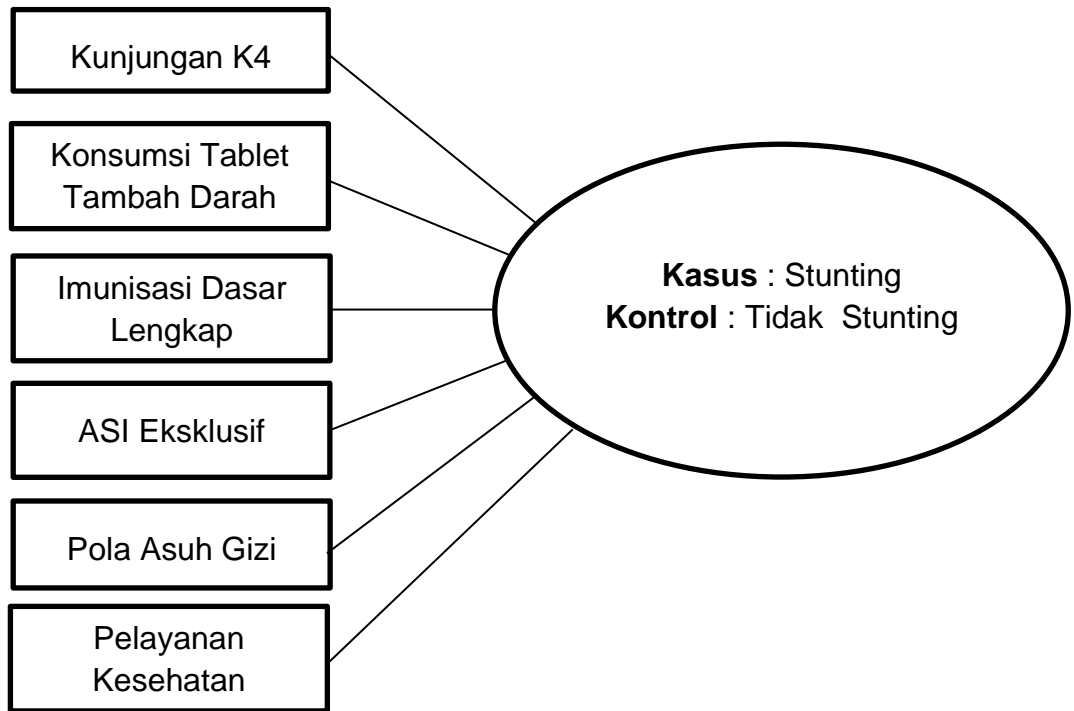 Kunjungan K4
Konsumsi Tablet
Tambah Darah
Imunisasi Dasar
Lengkap
ASI Eksklusif
Pola Asuh Gizi
Pelayanan
Kesehatan
Kasus : Stunting
Kontrol : Tidak Stunting